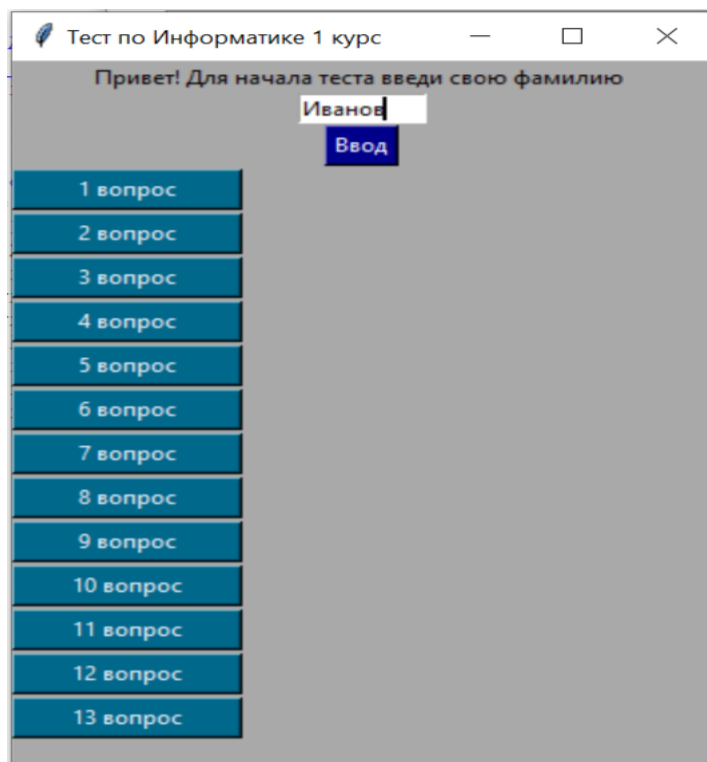 Тест по Информатике 1 курс
Привет! Для начала теста введи свою фамилию
Иванов
Ввод
1 вопрос
2 вопрос
3 вопрос
4 вопрос
5 вопрос
6 вопрос
7 вопрос
8 вопрос
9 вопрос
10 вопрос
11 вопрос
12 вопрос
13 вопрос